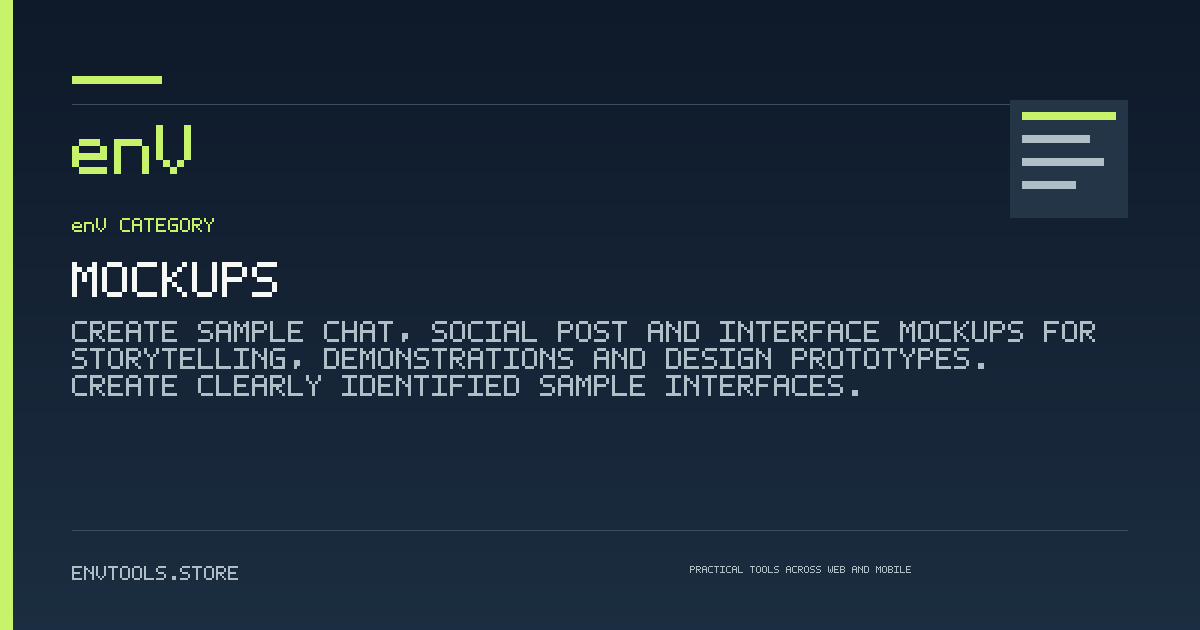 enV
enV CATEGORY
MOCKUPS
CREATE SAMPLE CHAT, SOCIAL POST AND INTERFACE MOCKUPS FOR
STORYTELLING, DEMONSTRATIONS AND DESIGN PROTOTYPES.
CREATE CLEARLY IDENTIFIED SAMPLE INTERFACES.
ENVTOOLS.STORE
PRACTICAL TOOLS ACROSS WEB AND MOBILE